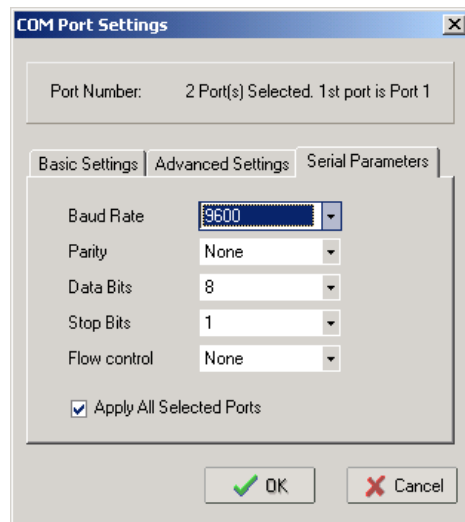 COM Port Settings
Port Number: 2 Port(s) Selected. 1st port is Port 1
Basic Settings Advanced Settings Serial Parameters
Baud Rate 9600
Parity None
Data Bits 8
Stop Bits 1
Flow control None
Apply All Selected Ports
OK Cancel